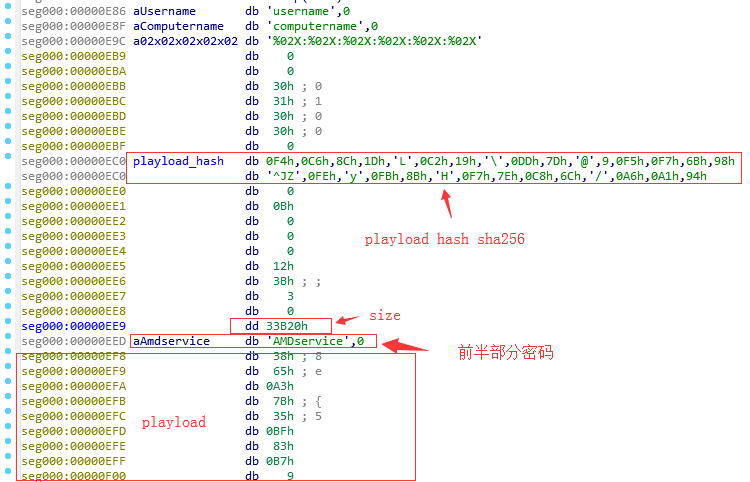 seg000:00000E86 aUsername db 'username',0
seg000:00000E8F aComputername db 'computername',0
seg000:00000E9C a02x02x02x02x02 db '%02X:%02X:%02X:%02X:%02X:%02X'
seg000:00000EB9 db 0
seg000:00000EBA db 0
seg000:00000EBB db 30h ; 0
seg000:00000EBC db 31h ; 1
seg000:00000EBD db 30h ; 0
seg000:00000EBE db 30h ; 0
seg000:00000EBF db 0
seg000:00000EC0 playload_hash db 0F4h,0C6h,8Ch,1Dh,'L',0C2h,19h,'\',0DDh,7Dh,'@',9,0F5h,0F7h,6Bh,98h
seg000:00000EC0 db '^JZ',0FEh,'y',0FBh,8Bh,'H',0F7h,7Eh,0C8h,6Ch,'/',0A6h,0A1h,94h
seg000:00000EE0 db 0
seg000:00000EE1 db 0Bh
seg000:00000EE2 db 0
seg000:00000EE3 db 0
seg000:00000EE4 db 0
seg000:00000EE5 db 12h
seg000:00000EE6 db 3Bh ; ;
seg000:00000EE7 db 3
seg000:00000EE8 db 0
seg000:00000EE9 dd 33B20h
seg000:00000EED aAmdservice db 'AMDservice',0
seg000:00000EF8 db 38h ; 8
seg000:00000EF9 db 65h ; e
seg000:00000EFA db 0A3h
seg000:00000EFB db 7Bh ; {
seg000:00000EFC db 35h ; 5
seg000:00000EFD db 0BFh
seg000:00000EFE db 83h
seg000:00000EFF db 0B7h
seg000:00000F00 db 9
playload hash sha256
size
前半部分密码
playload